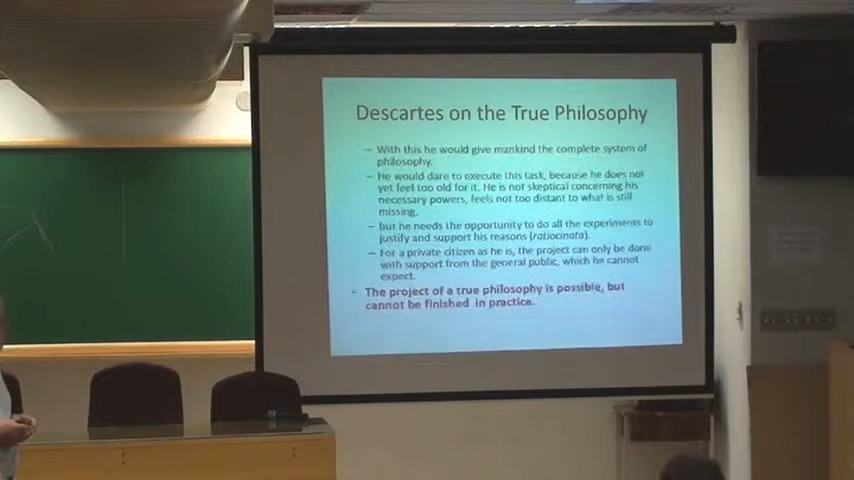 Descartes on the True Philosophy
– With this he would give mankind the complete system of
philosophy.
– He would dare to execute this task, because he does not
yet feel too old for it. He is not skeptical concerning his
necessary powers, feels not too distant to what is still
missing,
– but he needs the opportunity to do all the experiments to
justify and support his reasons (ratiocinata).
– For a private citizen as he is, the project can only be done
with support from the general public, which he cannot
expect.
– The project of a true philosophy is possible, but
cannot be finished in practice.